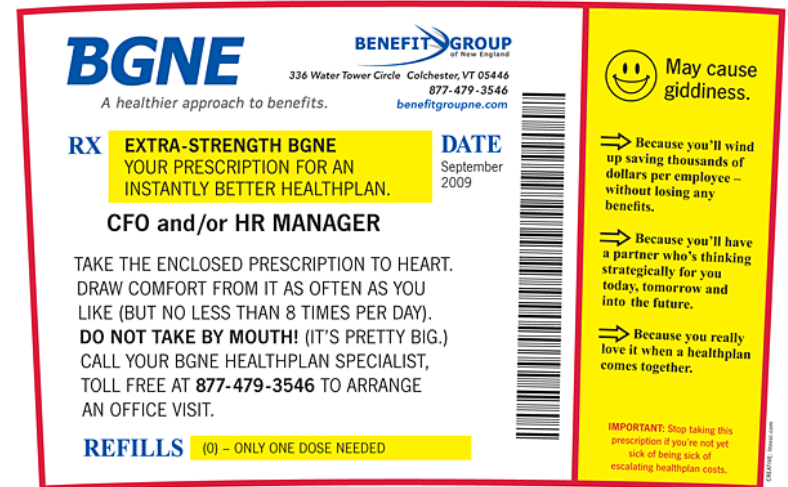 BGNE
A healthier approach to benefits.
BENEFIT GROUP
of New England
336 Water Tower Circle Colchester, VT 05446
877-479-3546
benefitgroupne.com
RX
EXTRA-STRENGTH BGNE
YOUR PRESCRIPTION FOR AN
INSTANTLY BETTER HEALTHPLAN.
DATE
September
2009
CFO and/or HR MANAGER
TAKE THE ENCLOSED PRESCRIPTION TO HEART.
DRAW COMFORT FROM IT AS OFTEN AS YOU
LIKE (BUT NO LESS THAN 8 TIMES PER DAY).
DO NOT TAKE BY MOUTH! (IT'S PRETTY BIG.)
CALL YOUR BGNE HEALTHPLAN SPECIALIST,
TOLL FREE AT 877-479-3546 TO ARRANGE
AN OFFICE VISIT.
REFILLS
(0) – ONLY ONE DOSE NEEDED
May cause
giddiness.
Because you'll wind
up saving thousands of
dollars per employee –
without losing any
benefits.
Because you'll have
a partner who's thinking
strategically for you
today, tomorrow and
into the future.
Because you really
love it when a healthplan
comes together.
IMPORTANT: Stop taking this
prescription if you're not yet
sick of being sick of
escalating healthplan costs.